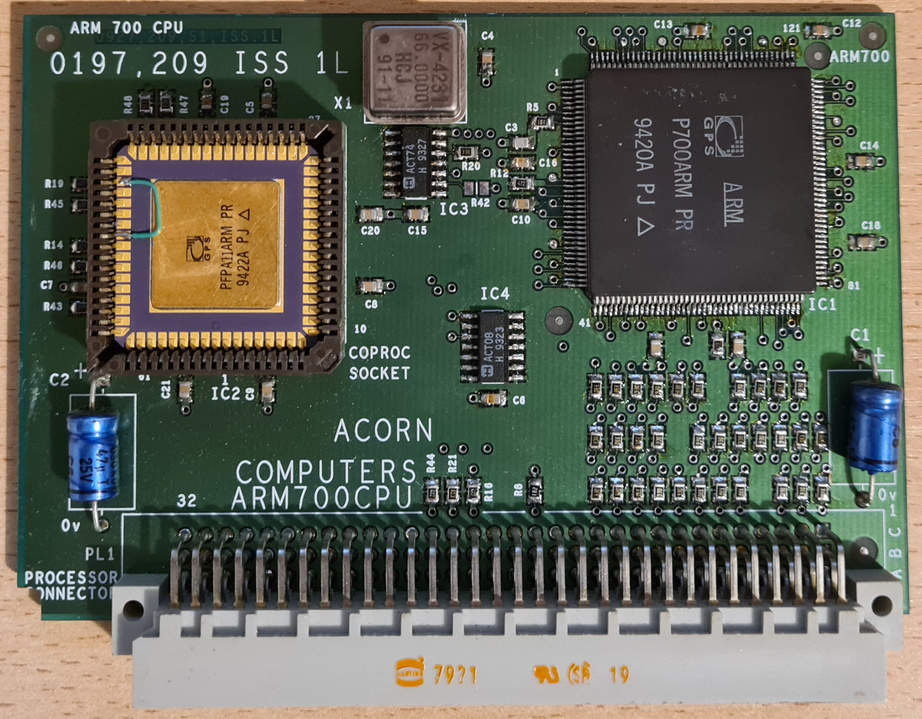 ARM 700 CPU
0197,209 ISS 1L
X1
VX-4231
66.0000
HGJ
91-11
C4
C13
121
C12
ARM700
R48
R47
C19
C5
R5
C3
R12
C16
C10
R20
R42
IC3
ACT74
H 9327
C20
C15
R19
R45
R14
R46
C7
R43
PFPA11ARM PR
9422A PJ
GPS
ARM
GPS
P700ARM PR
9420A PJ
1
C14
C18
81
IC1
41
C8
10
COPROC
SOCKET
IC4
ACT08
H 9323
C6
C1
+
C2
+
61
C21
1
IC2
C9
47µ
25V
0v
0v
ACORN
COMPUTERS
ARM700CPU
R44
R21
R16
R8
32
1
PL1
PROCESSOR
CONNECTOR
A B C
7921
19